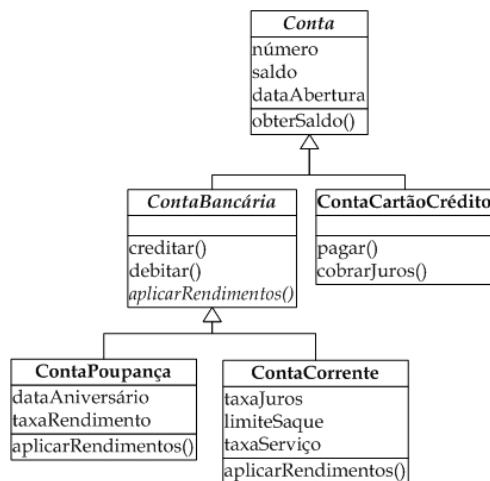 Conta
número
saldo
dataAbertura
obterSaldo()
ContaBancária
creditar()
debitar()
aplicarRendimentos()
ContaCartãoCrédito
pagar()
cobrarJuros()
ContaPoupança
dataAniversário
taxaRendimento
aplicarRendimentos()
ContaCorrente
taxaJuros
limiteSaque
taxaServiço
aplicarRendimentos()